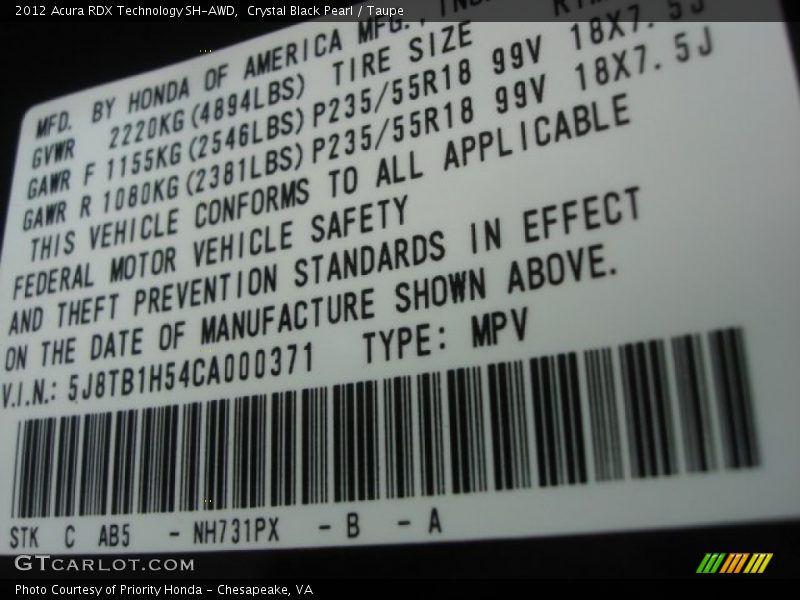 2012 Acura RDX Technology SH-AWD,  Crystal Black Pearl / Taupe
MFD. BY HONDA OF AMERICA MFG.,
GVWR 2220KG(4894LBS) TIRE SIZE
GAWR F 1155KG(2546LBS)P235/55R18 99V 18X7.5J
GAWR R 1080KG(2381LBS)P235/55R18 99V 18X7.5J
THIS VEHICLE CONFORMS TO ALL APPLICABLE
FEDERAL MOTOR VEHICLE SAFETY
AND THEFT PREVENTION STANDARDS IN EFFECT
ON THE DATE OF MANUFACTURE SHOWN ABOVE.
V.I.N.: 5J8TB1H54CA000371 TYPE: MPV
STK C AB5 - NH731PX - B - A
GTCARLOT.COM
Photo Courtesy of Priority Honda - Chesapeake, VA